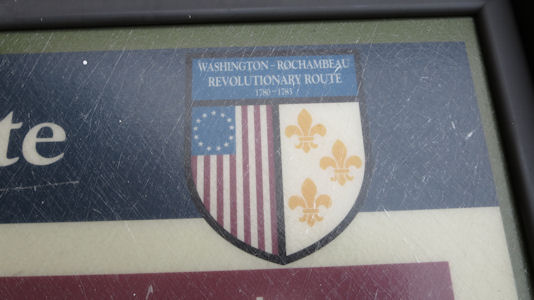 WASHINGTON – ROCHAMBEAU
REVOLUTIONARY ROUTE
1780–1783
te